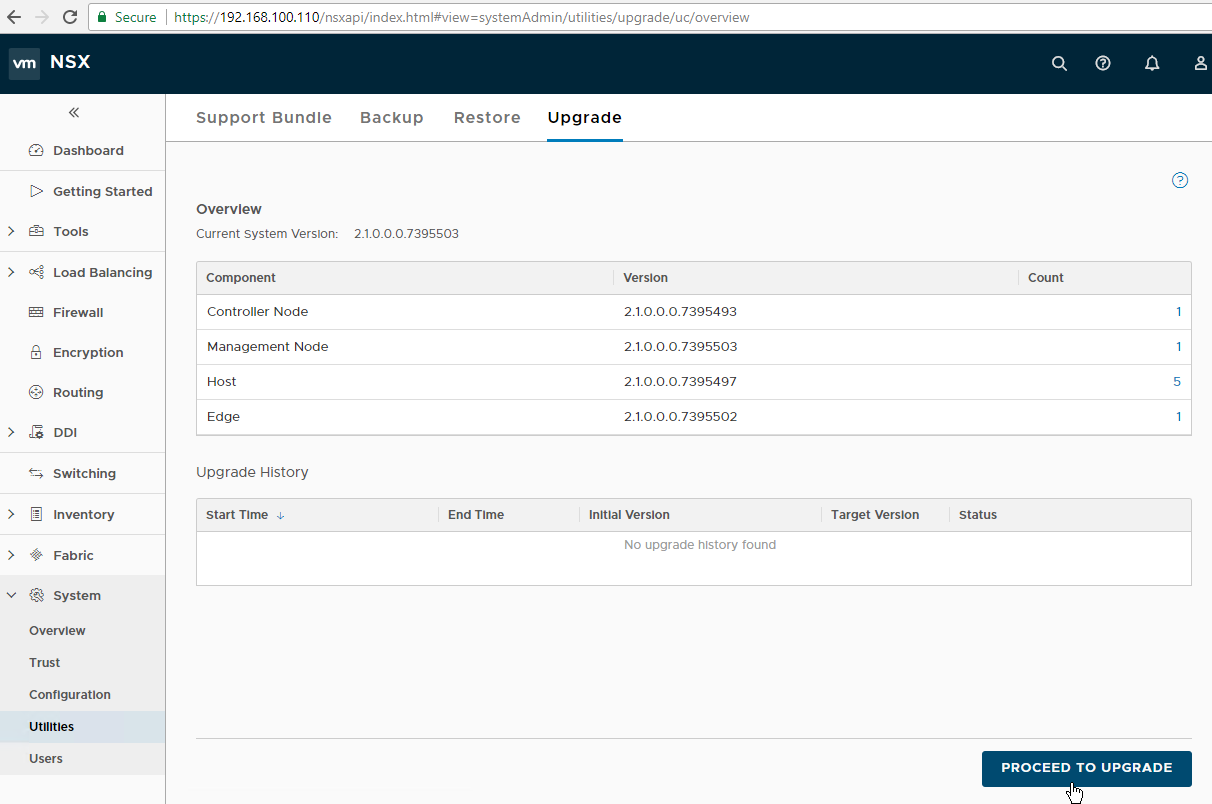 Secure https://192.168.100.110/nsxapi/index.html#view=systemAdmin/utilities/upgrade/uc/overview
vm NSX
Support Bundle Backup Restore Upgrade
Dashboard
Getting Started
Tools
Load Balancing
Firewall
Encryption
Routing
DDI
Switching
Inventory
Fabric
System
Overview
Trust
Configuration
Utilities
Users
Overview
Current System Version: 2.1.0.0.0.7395503
Component Version Count
Controller Node 2.1.0.0.0.7395493 1
Management Node 2.1.0.0.0.7395503 1
Host 2.1.0.0.0.7395497 5
Edge 2.1.0.0.0.7395502 1
Upgrade History
Start Time End Time Initial Version Target Version Status
No upgrade history found
PROCEED TO UPGRADE